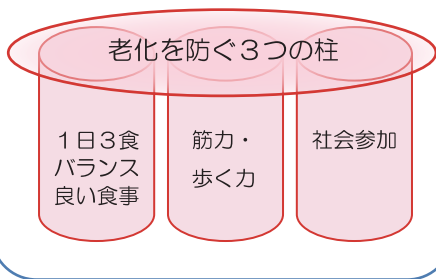 老化を防ぐ３つの柱
１日３食
バランス
良い食事
筋力・
歩く力
社会参加